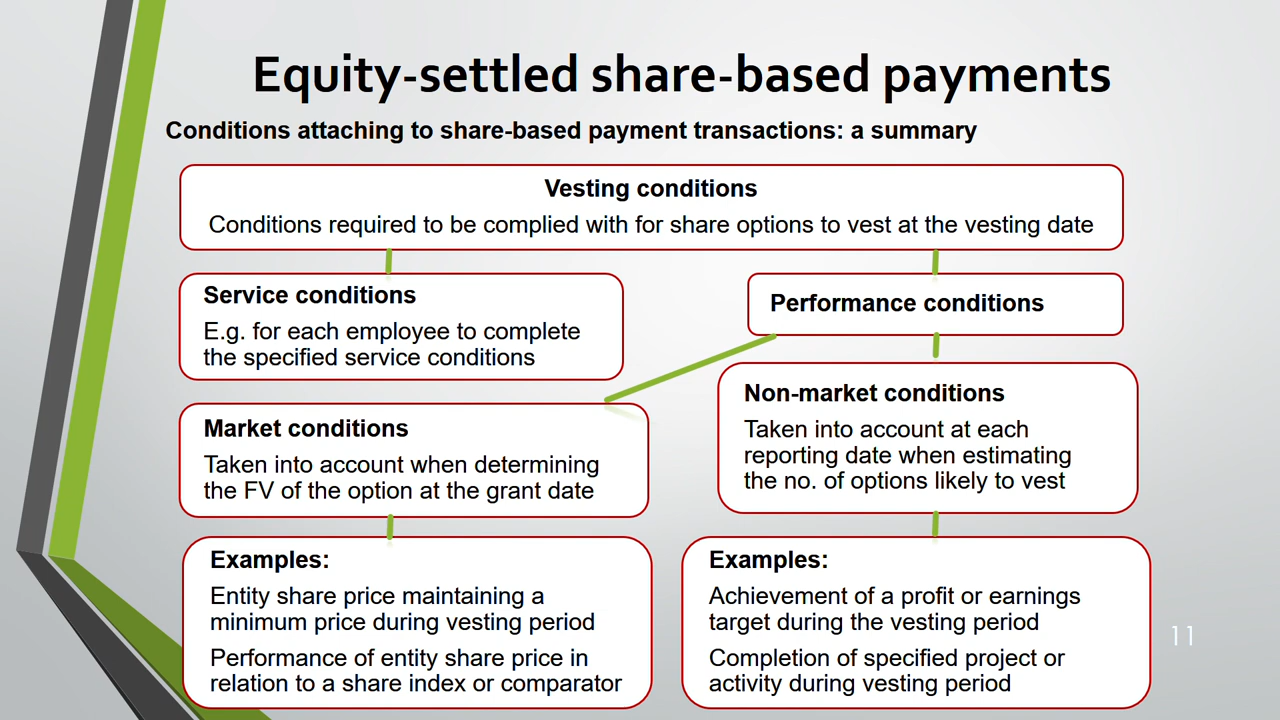 Equity-settled share-based payments
Conditions attaching to share-based payment transactions: a summary
Vesting conditions
Conditions required to be complied with for share options to vest at the vesting date
Service conditions
E.g. for each employee to complete
the specified service conditions
Performance conditions
Market conditions
Taken into account when determining
the FV of the option at the grant date
Non-market conditions
Taken into account at each
reporting date when estimating
the no. of options likely to vest
Examples:
Entity share price maintaining a
minimum price during vesting period
Performance of entity share price in
relation to a share index or comparator
Examples:
Achievement of a profit or earnings
target during the vesting period
Completion of specified project or
activity during vesting period
11